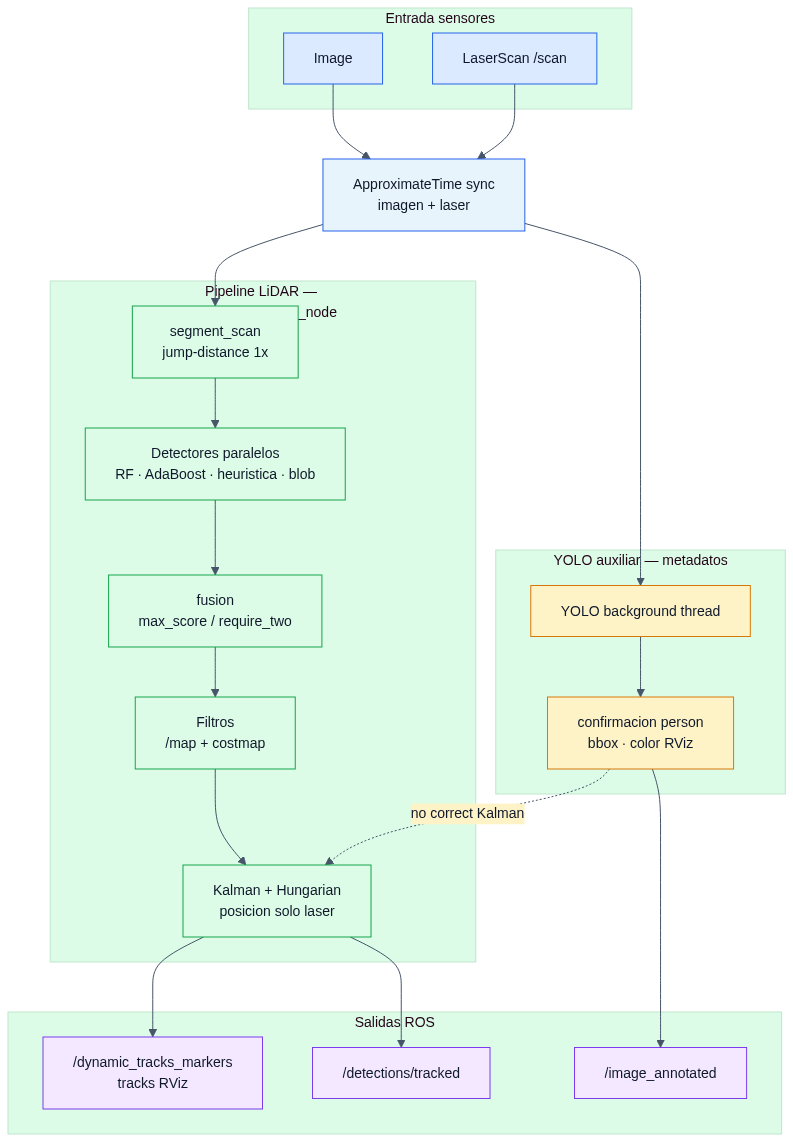 Entrada sensores
Image
LaserScan /scan
ApproximateTime sync
imagen + laser
Pipeline LiDAR —
_node
segment_scan
jump-distance 1x
Detectores paralelos
RF · AdaBoost · heuristica · blob
fusion
max_score / require_two
Filtros
/map + costmap
YOLO auxiliar — metadatos
YOLO background thread
confirmacion person
bbox · color RViz
no correct Kalman
Kalman + Hungarian
posicion solo laser
Salidas ROS
/dynamic_tracks_markers
tracks RViz
/detections/tracked
/image_annotated